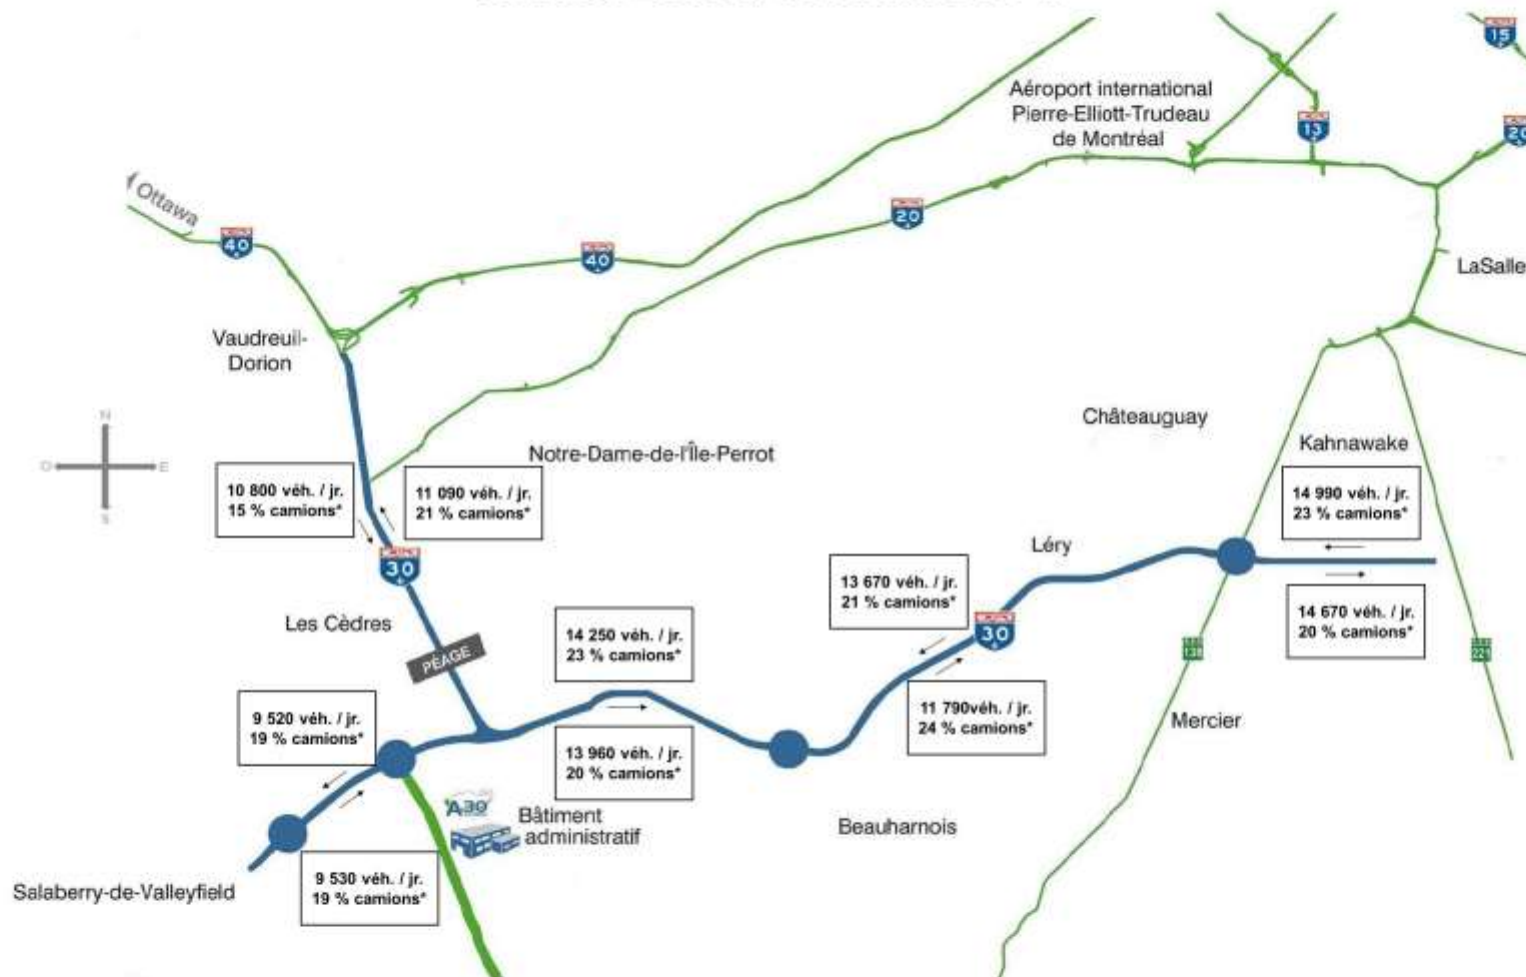 15
Aéroport international
Pierre-Elliott-Trudeau
de Montréal
13
20
Ottawa
40
20
40
LaSalle
Vaudreuil-
Dorion
Châteauguay
N
O
E
S
Notre-Dame-de-l'Île-Perrot
Kahnawake
10 800 véh. / jr.
15 % camions*
11 090 véh. / jr.
21 % camions*
14 990 véh. / jr.
23 % camions*
Léry
30
13 670 véh. / jr.
21 % camions*
Les Cèdres
14 250 véh. / jr.
23 % camions*
30
14 670 véh. / jr.
20 % camions*
PÉAGE
138
221
9 520 véh. / jr.
19 % camions*
11 790véh. / jr.
24 % camions*
Mercier
13 960 véh. / jr.
20 % camions*
A30
Bâtiment
administratif
Beauharnois
9 530 véh. / jr.
19 % camions*
Salaberry-de-Valleyfield